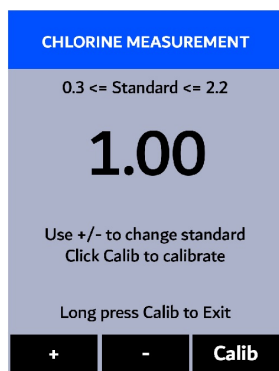 CHLORINE MEASUREMENT
0.3 <= Standard <= 2.2
1.00
Use +/- to change standard
Click Calib to calibrate
Long press Calib to Exit
+ - Calib